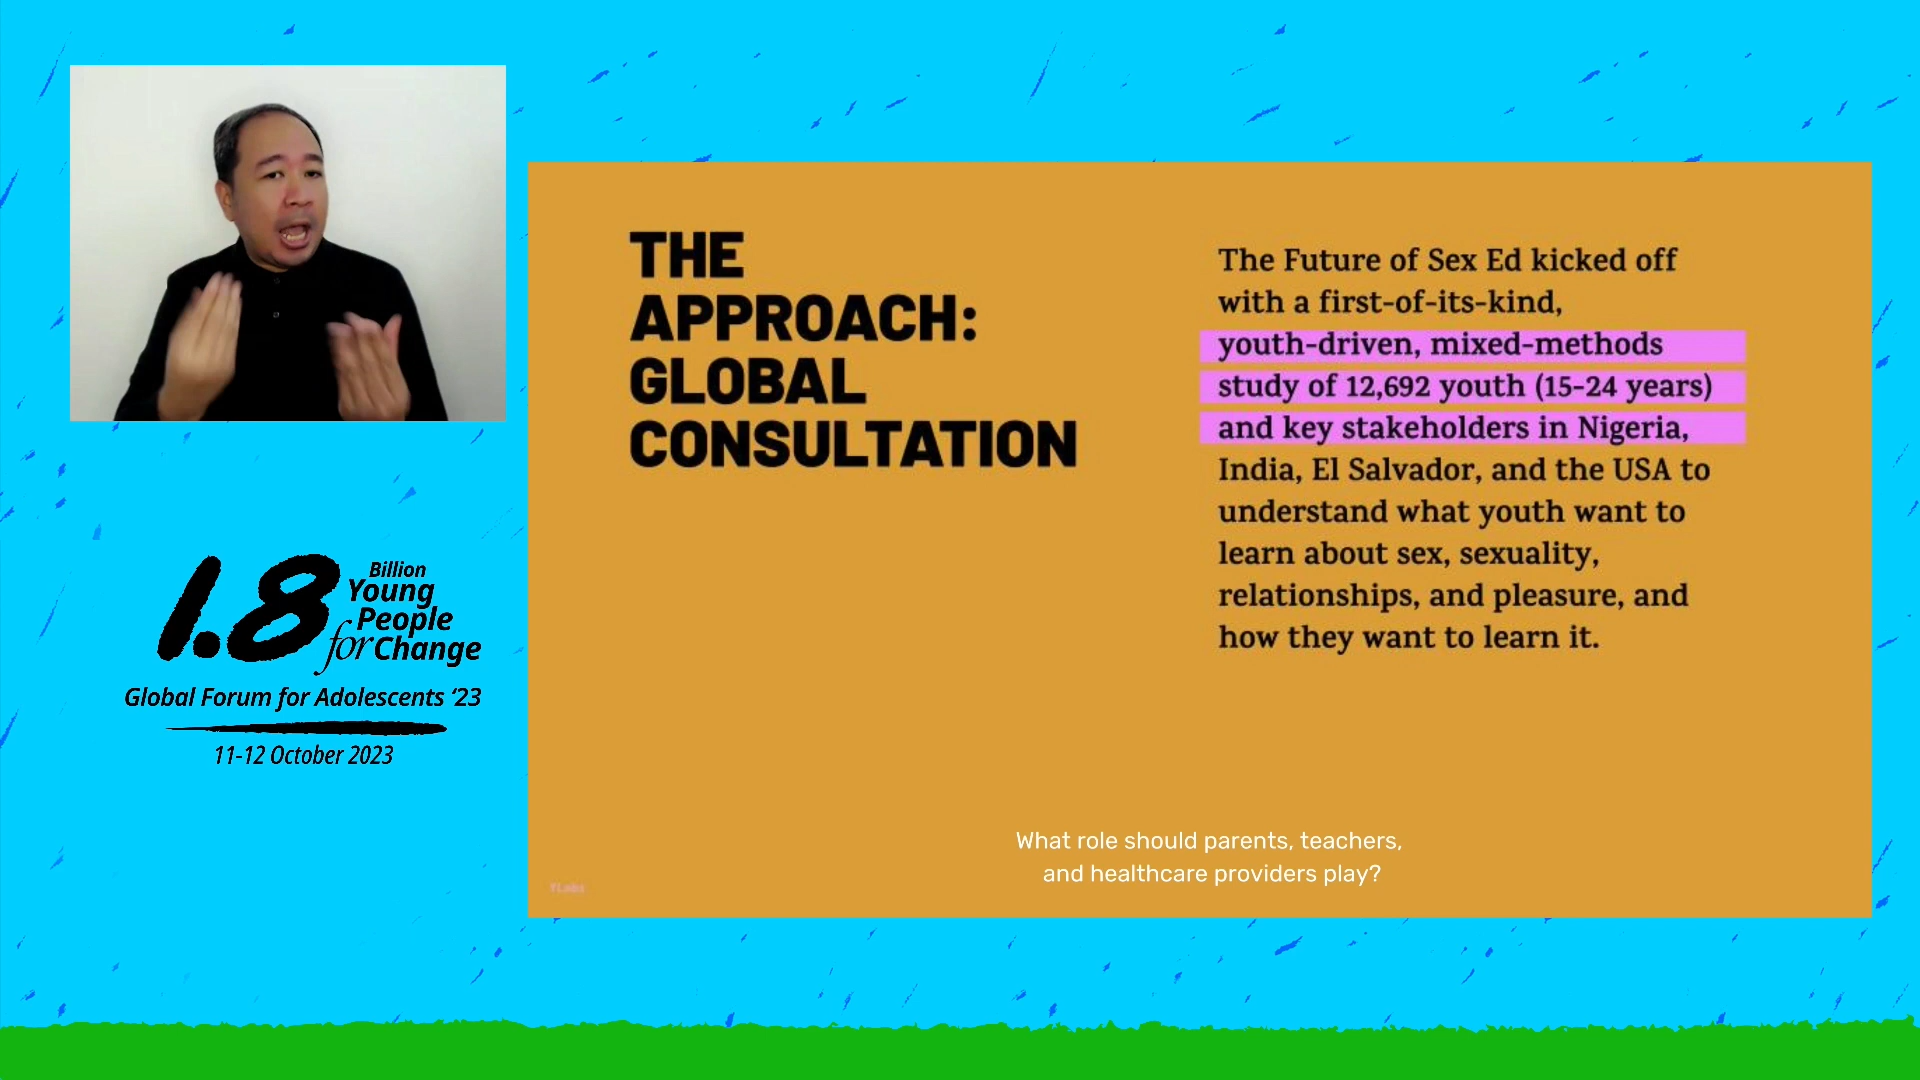 THE
APPROACH:
GLOBAL
CONSULTATION
The Future of Sex Ed kicked off
with a first-of-its-kind,
youth-driven, mixed-methods
study of 12,692 youth (15-24 years)
and key stakeholders in Nigeria,
India, El Salvador, and the USA to
understand what youth want to
learn about sex, sexuality,
relationships, and pleasure, and
how they want to learn it.
1.8 Billion
Young
People
for Change
Global Forum for Adolescents ‘23
11-12 October 2023
What role should parents, teachers,
and healthcare providers play?
YLabs